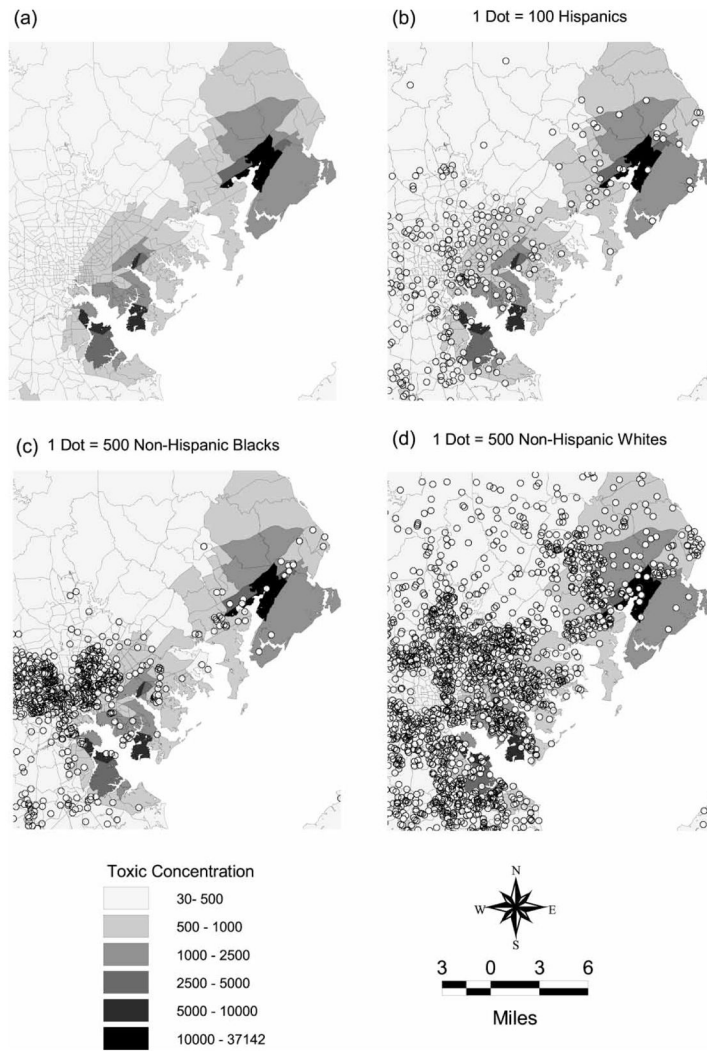 (a)
(b) 1 Dot = 100 Hispanics
(c) 1 Dot = 500 Non-Hispanic Blacks
(d) 1 Dot = 500 Non-Hispanic Whites
Toxic Concentration
30- 500
500 - 1000
1000 - 2500
2500 - 5000
5000 - 10000
10000 - 37142
N
W E
S
3 0 3 6
Miles